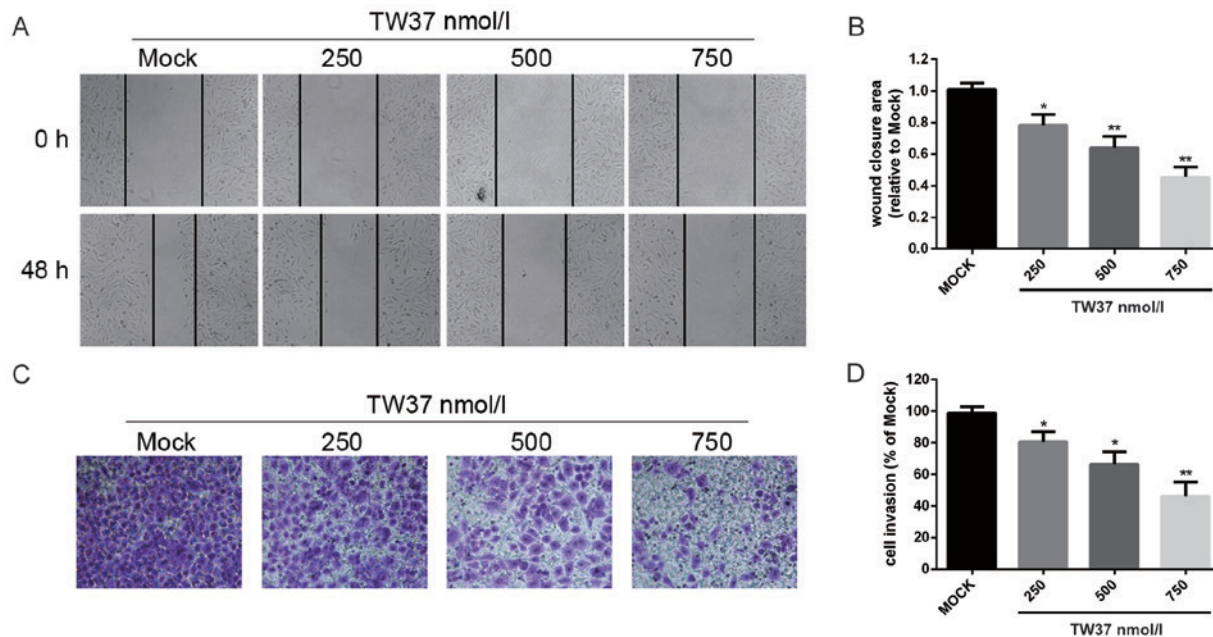 A
TW37 nmol/l
Mock 250 500 750
0 h
48 h
B
wound closure area
(relative to Mock)
1.2
1.0
0.8
0.6
0.4
0.2
0.0
*
**
**
MOCK 250 500 750
TW37 nmol/l
C
TW37 nmol/l
Mock 250 500 750
D
cell invasion (% of Mock)
120
100
80
60
40
20
0
*
*
**
MOCK 250 500 750
TW37 nmol/l